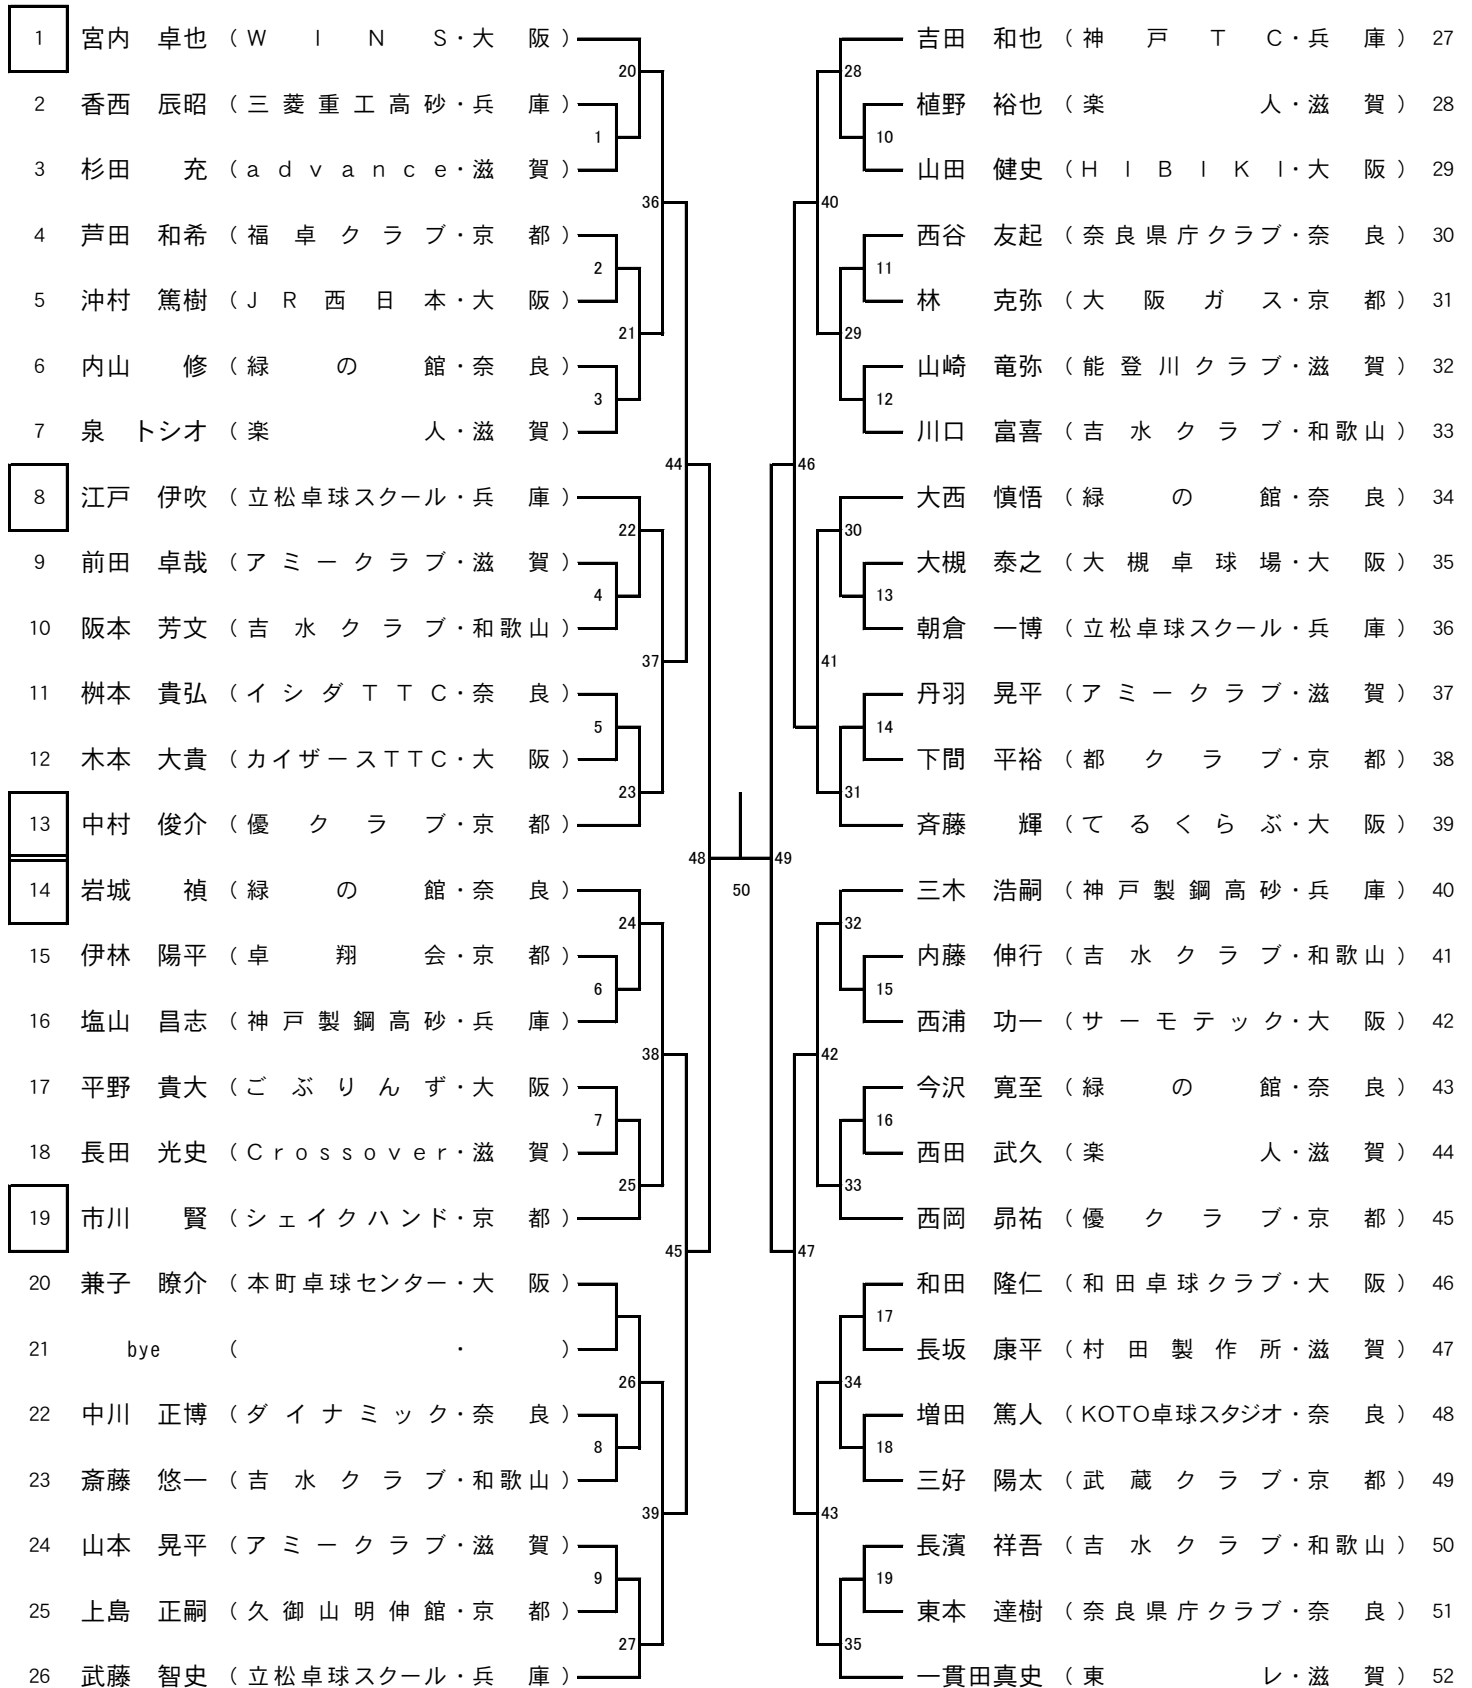 1 宮内 卓也 (WINS・大阪)
2 香西 辰昭 (三菱重工高砂・兵庫)
3 杉田 充 (advance・滋賀)
4 芦田 和希 (福卓クラブ・京都)
5 沖村 篤樹 (JR西日本・大阪)
6 内山 修 (緑の館・奈良)
7 泉 トシオ (楽人・滋賀)
8 江戸 伊吹 (立松卓球スクール・兵庫)
9 前田 卓哉 (アミークラブ・滋賀)
10 阪本 芳文 (吉水クラブ・和歌山)
11 桝本 貴弘 (イシダTTC・奈良)
12 木本 大貴 (カイザースTTC・大阪)
13 中村 俊介 (優クラブ・京都)
14 岩城 禎 (緑の館・奈良)
15 伊林 陽平 (卓翔会・京都)
16 塩山 昌志 (神戸製鋼高砂・兵庫)
17 平野 貴大 (ごぶりんず・大阪)
18 長田 光史 (Crossover・滋賀)
19 市川 賢 (シェイクハンド・京都)
20 兼子 瞭介 (本町卓球センター・大阪)
21 bye ( ・ )
22 中川 正博 (ダイナミック・奈良)
23 斎藤 悠一 (吉水クラブ・和歌山)
24 山本 晃平 (アミークラブ・滋賀)
25 上島 正嗣 (久御山明伸館・京都)
26 武藤 智史 (立松卓球スクール・兵庫)
1
2
3
4
5
6
7
8
9
20
21
22
23
24
25
26
27
36
37
38
39
44
45
48
50
49
46
47
40
41
42
43
28
29
30
31
32
33
34
35
10
11
12
13
14
15
16
17
18
19
吉田 和也 (神戸TC・兵庫) 27
植野 裕也 (楽人・滋賀) 28
山田 健史 (HIBIKI・大阪) 29
西谷 友起 (奈良県庁クラブ・奈良) 30
林 克弥 (大阪ガス・京都) 31
山崎 竜弥 (能登川クラブ・滋賀) 32
川口 富喜 (吉水クラブ・和歌山) 33
大西 慎悟 (緑の館・奈良) 34
大槻 泰之 (大槻卓球場・大阪) 35
朝倉 一博 (立松卓球スクール・兵庫) 36
丹羽 晃平 (アミークラブ・滋賀) 37
下間 平裕 (都クラブ・京都) 38
斉藤 輝 (てるくらぶ・大阪) 39
三木 浩嗣 (神戸製鋼高砂・兵庫) 40
内藤 伸行 (吉水クラブ・和歌山) 41
西浦 功一 (サーモテック・大阪) 42
今沢 寛至 (緑の館・奈良) 43
西田 武久 (楽人・滋賀) 44
西岡 昴祐 (優クラブ・京都) 45
和田 隆仁 (和田卓球クラブ・大阪) 46
長坂 康平 (村田製作所・滋賀) 47
増田 篤人 (KOTO卓球スタジオ・奈良) 48
三好 陽太 (武蔵クラブ・京都) 49
長濱 祥吾 (吉水クラブ・和歌山) 50
東本 達樹 (奈良県庁クラブ・奈良) 51
一貫田真史 (東レ・滋賀) 52